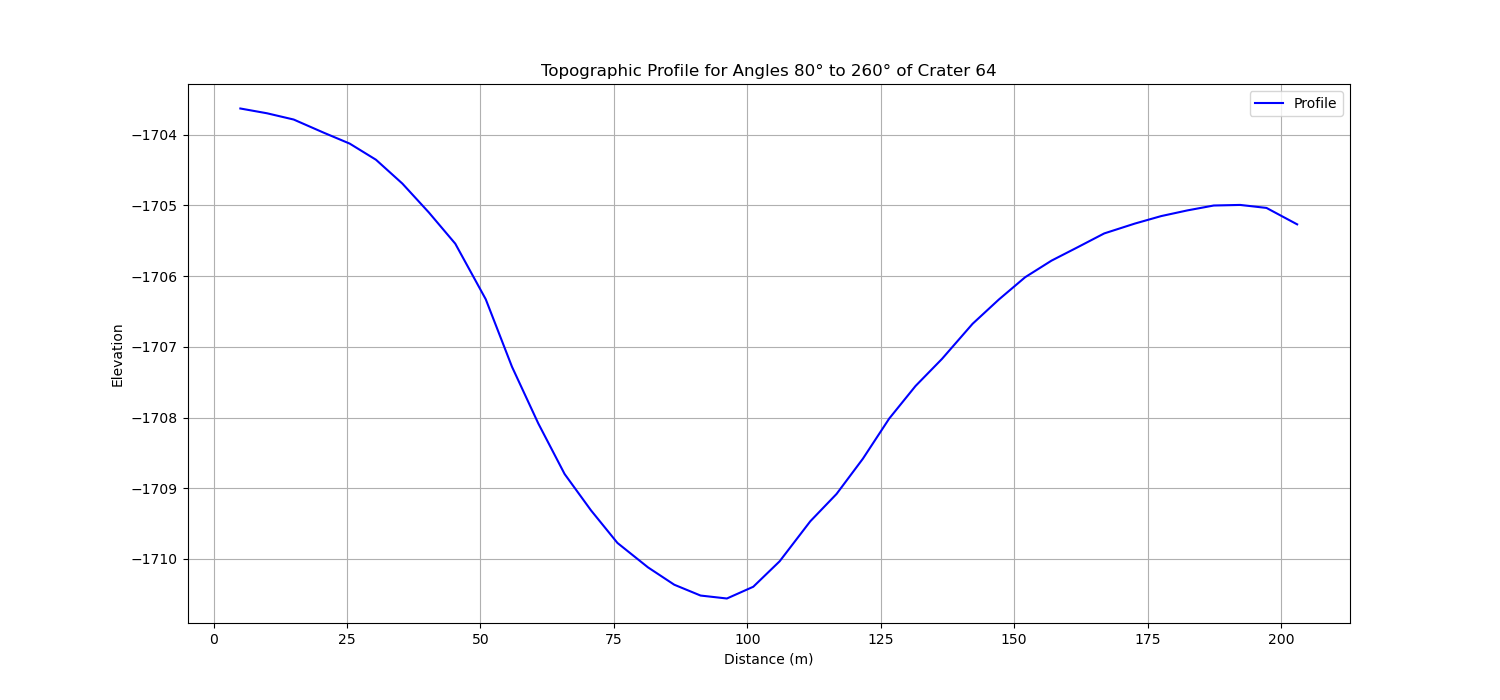 Topographic Profile for Angles 80° to 260° of Crater 64
Profile
−1704
−1705
−1706
−1707
−1708
−1709
−1710
Elevation
0 25 50 75 100 125 150 175 200
Distance (m)